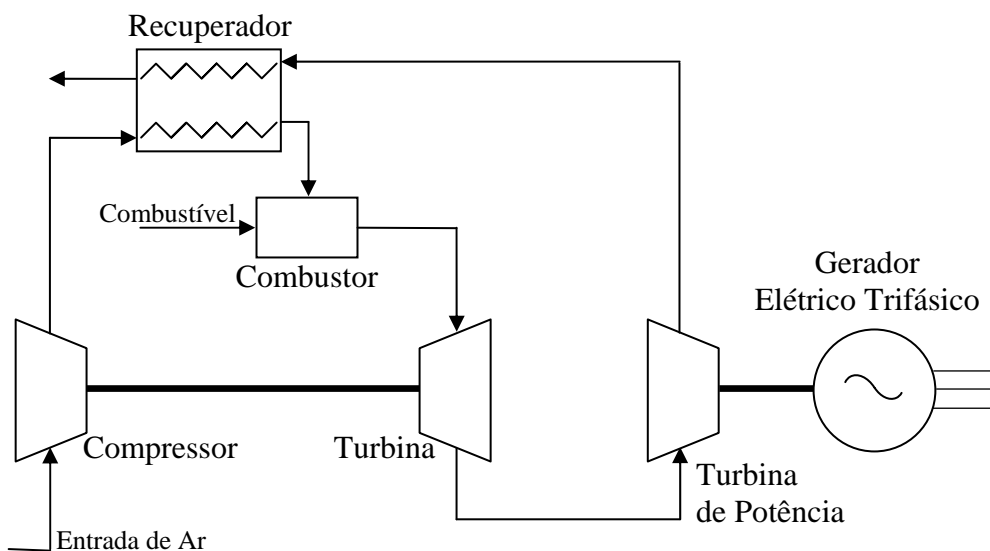 Recuperador
Combustível
Combustor
Gerador
Elétrico Trifásico
Compressor
Turbina
Turbina
de Potência
Entrada de Ar